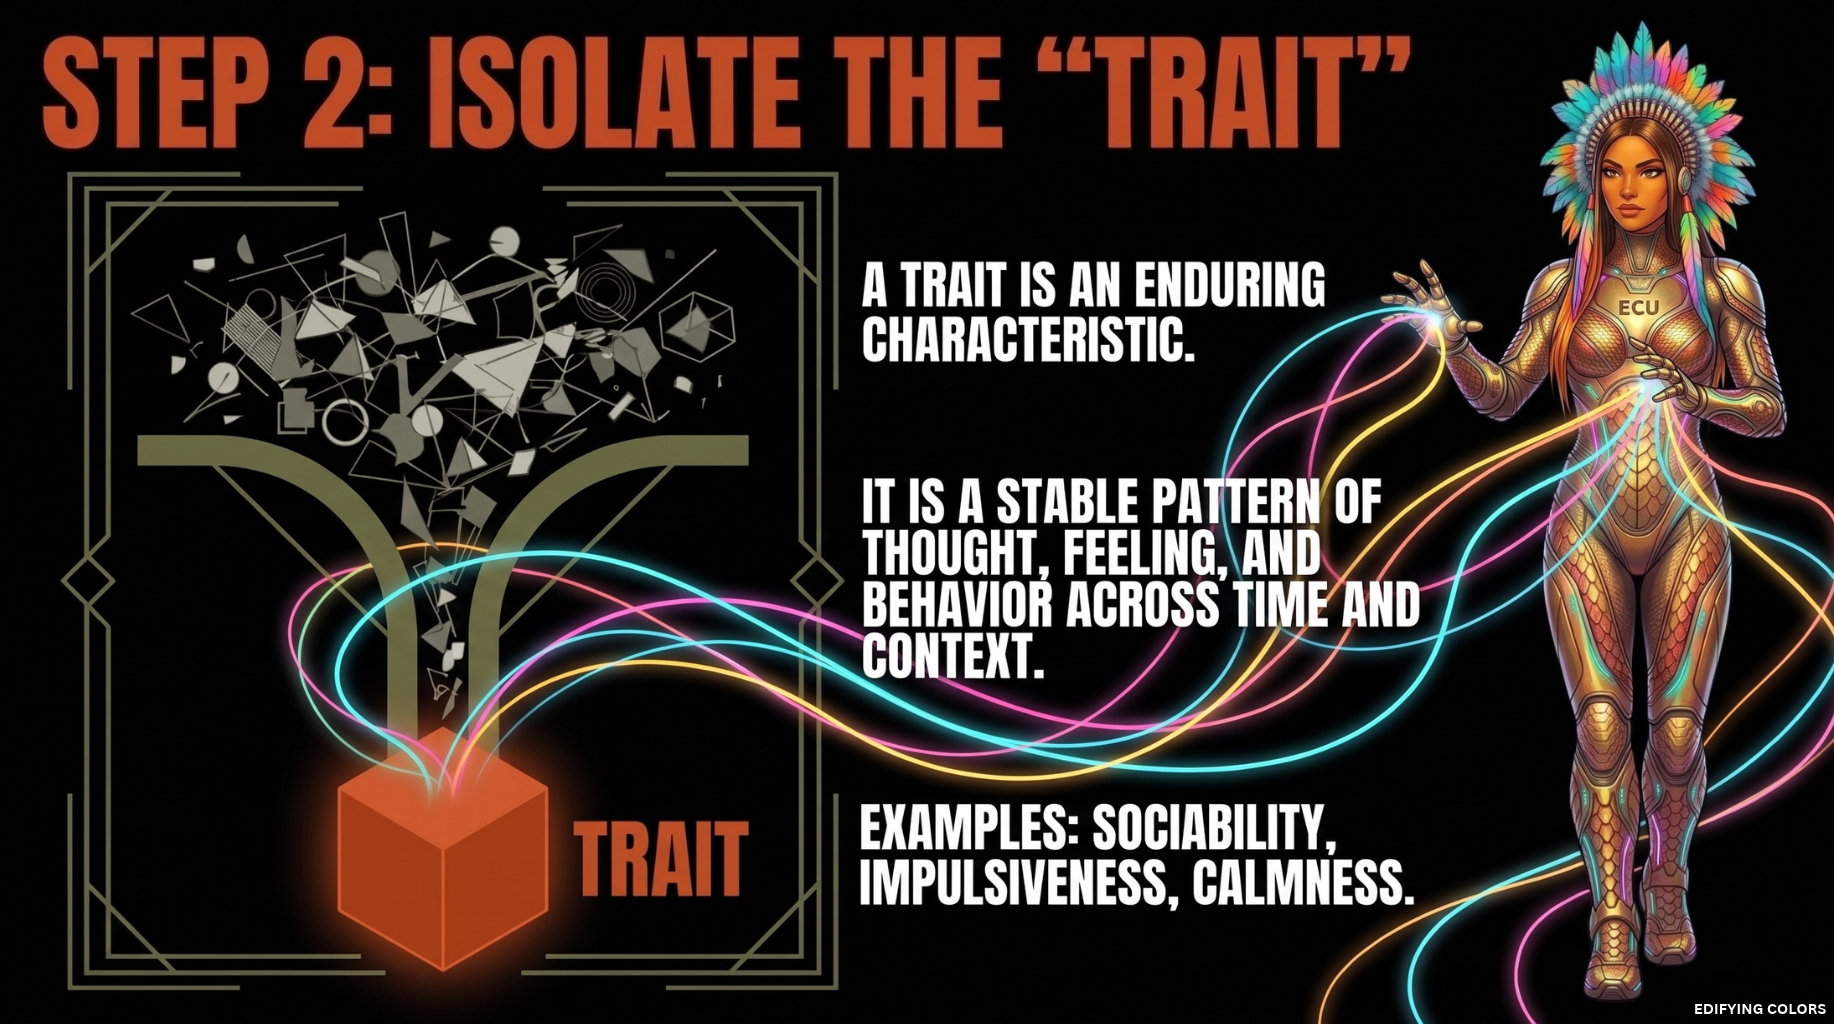 STEP 2: ISOLATE THE “TRAIT”
A TRAIT IS AN ENDURING
CHARACTERISTIC.
IT IS A STABLE PATTERN OF
THOUGHT, FEELING, AND
BEHAVIOR ACROSS TIME AND
CONTEXT.
EXAMPLES: SOCIABILITY,
IMPULSIVENESS, CALMNESS.
TRAIT
ECU
EDIFYING COLORS